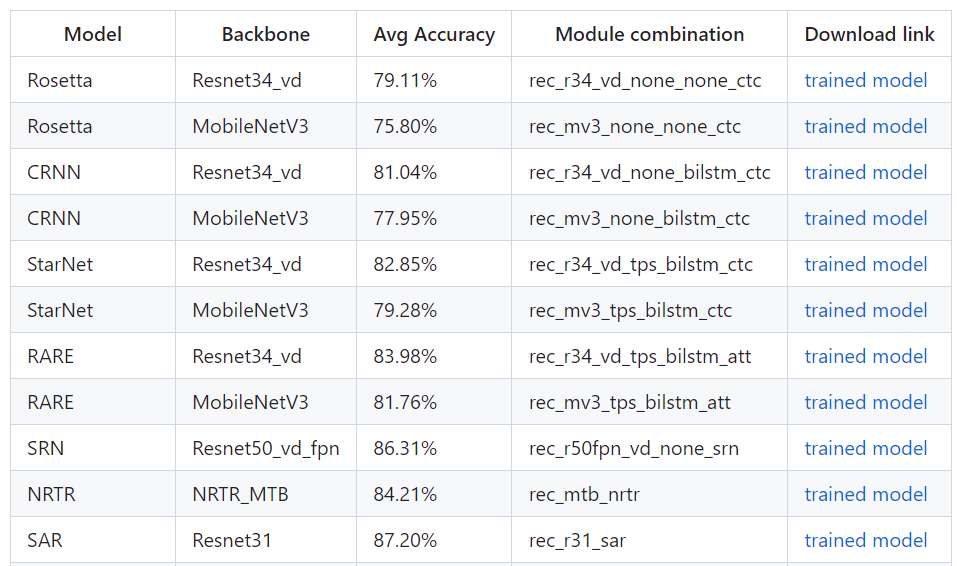 Model Backbone Avg Accuracy Module combination Download link
Rosetta Resnet34_vd 79.11% rec_r34_vd_none_none_ctc trained model
Rosetta MobileNetV3 75.80% rec_mv3_none_none_ctc trained model
CRNN Resnet34_vd 81.04% rec_r34_vd_none_bilstm_ctc trained model
CRNN MobileNetV3 77.95% rec_mv3_none_bilstm_ctc trained model
StarNet Resnet34_vd 82.85% rec_r34_vd_tps_bilstm_ctc trained model
StarNet MobileNetV3 79.28% rec_mv3_tps_bilstm_ctc trained model
RARE Resnet34_vd 83.98% rec_r34_vd_tps_bilstm_att trained model
RARE MobileNetV3 81.76% rec_mv3_tps_bilstm_att trained model
SRN Resnet50_vd_fpn 86.31% rec_r50fpn_vd_none_srn trained model
NRTR NRTR_MTB 84.21% rec_mtb_nrtr trained model
SAR Resnet31 87.20% rec_r31_sar trained model